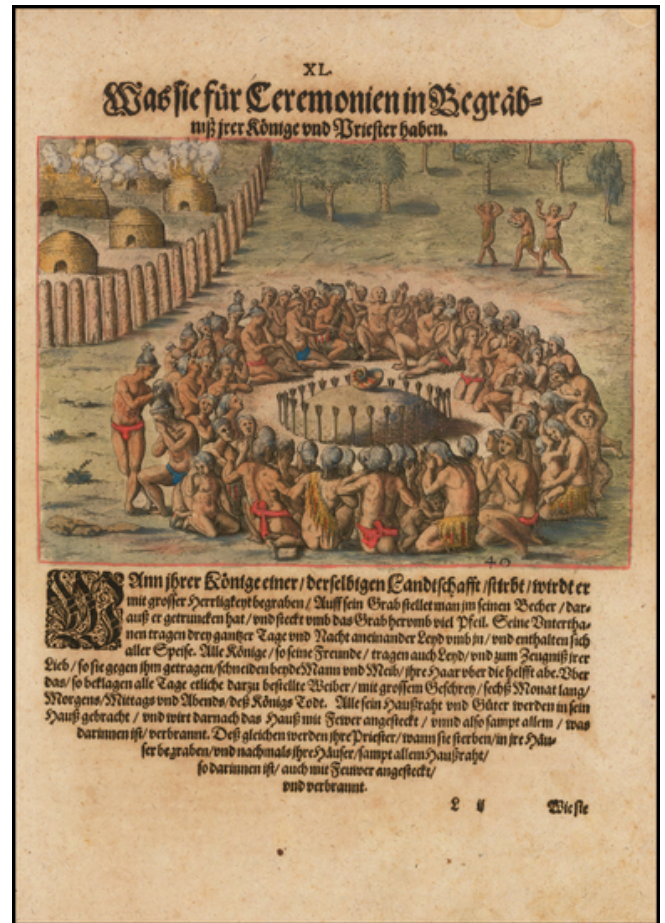 XL.
Was sie für Ceremonien in Begräb-
niß jrer Könige vnd Priester haben.
40
WAnn jhrer Könige einer / derselbigen Landtschafft / stirbt / wirdt er
mit grosser Herrligkeyt begraben / Auff sein Grab stellet man jm seinen Becher / dar-
auß er getruncken hat / vnd steckt vmb das Grab hervmb viel Pfeil. Seine Vntertha-
nen tragen drey gantzer Tage vnd Nacht aneinander Leyd vmb jn / vnd enthalten sich
aller Speise. Alle Könige / so seine Freunde / tragen auch Leyd / vnd zum Zeugniß jrer
Lieb / so sie gegen jhm getragen / schneiden beyde Mann vnd Weib / jhre Haar vber die helfft abe. Vber
das / so beklagen alle Tage etliche darzu bestellte Weiber / mit grossem Geschrey / sechß Monat lang /
Morgens / Mittags vnd Abends / deß Königs Todt. Alle sein Haußraht vnd Güter werden in sein
Hauß gebracht / vnd wirt darnach das Hauß mit Fewer angesteckt / vnnd also sampt allem / was
darinnen ist / verbrannt. Deß gleichen werden jhre Priester / wann sie sterben / in jre Häu-
ser begraben / vnd nachmals jhre Häuser / sampt allem Haußraht /
so darinnen ist / auch mit Feuwer angesteckt /
vnd verbrannt.
L ij Wie sie